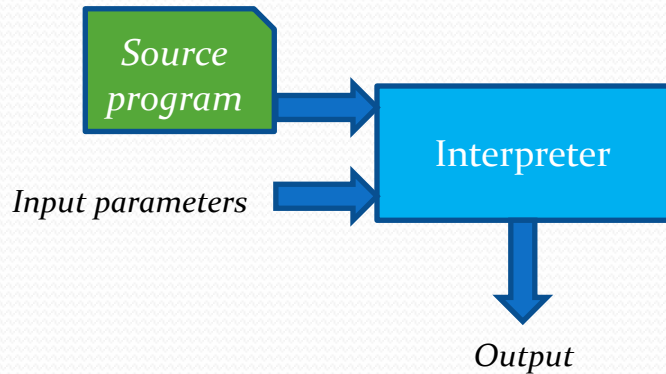 Source
program
Interpreter
Input parameters
Output